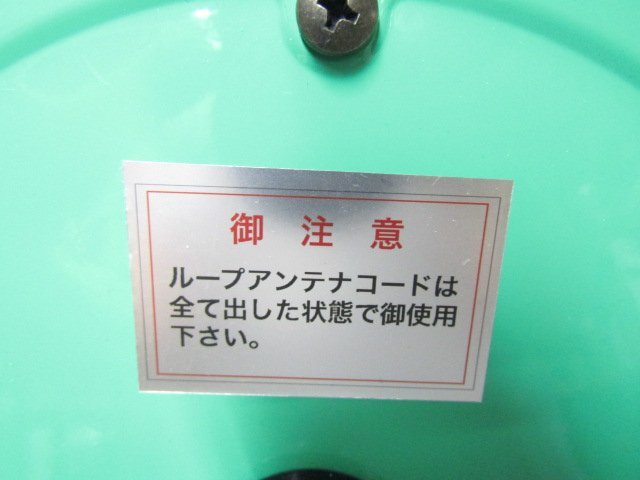 御注意
ループアンテナコードは
全て出した状態で御使用
下さい。